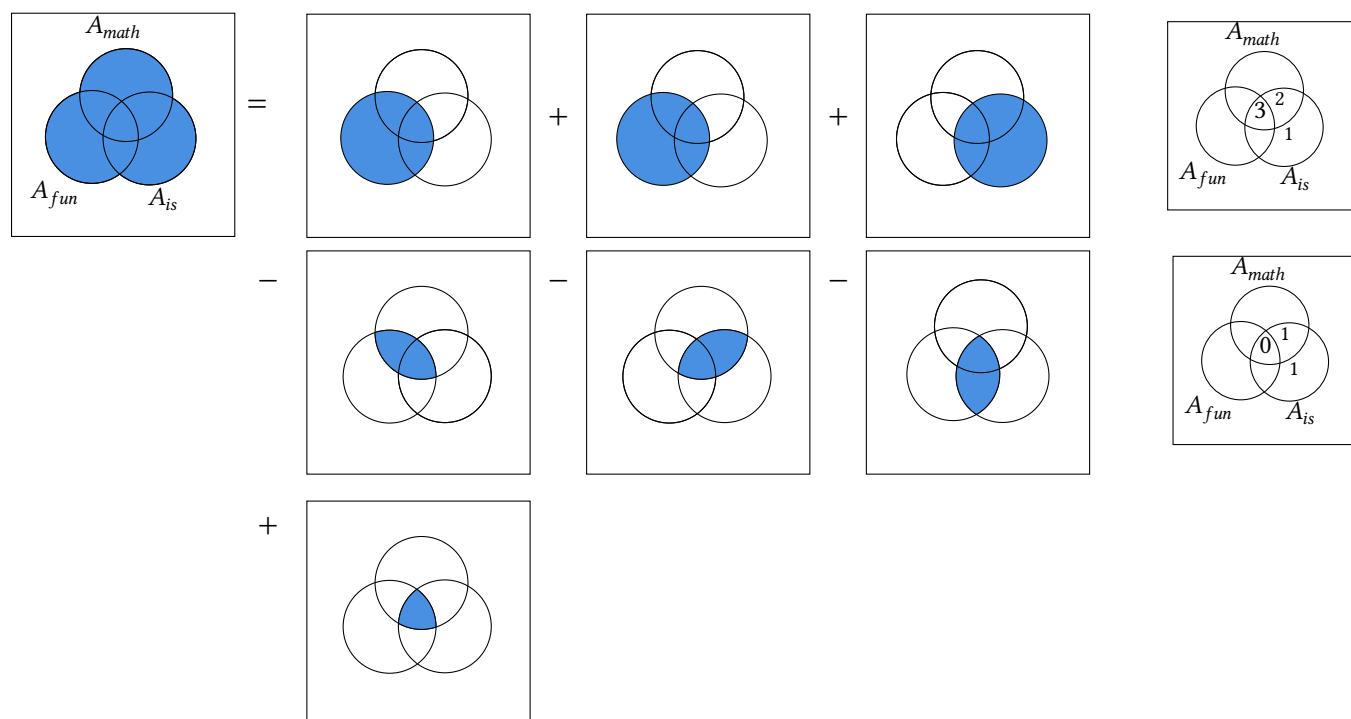 A_math
=
+
+
A_fun
A_is
A_math
3 2
1
A_fun
A_is
−
−
−
A_math
0 1
1
A_fun
A_is
+